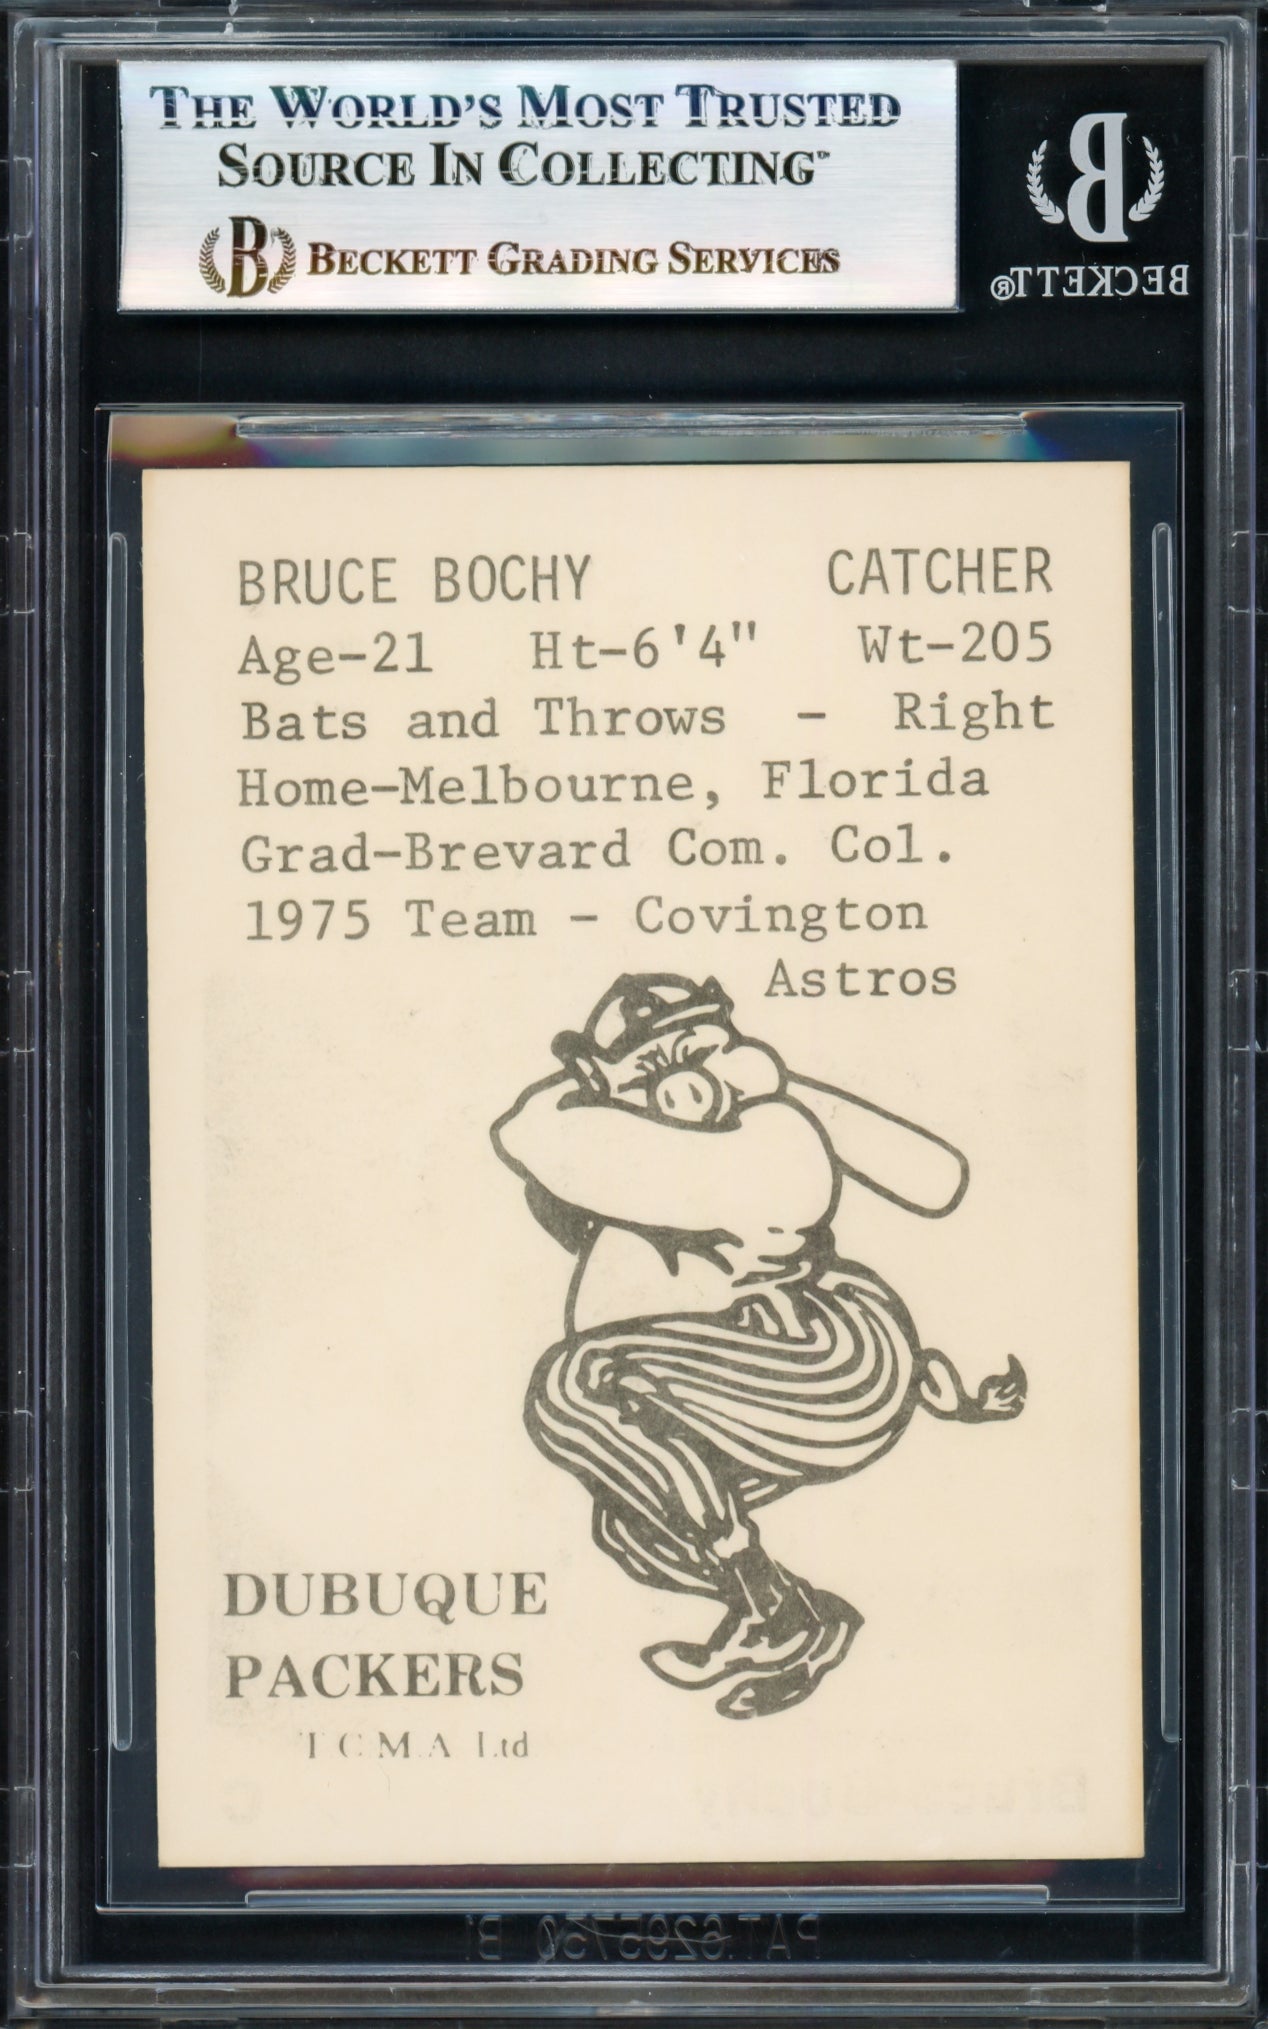 THE WORLD'S MOST TRUSTED
SOURCE IN COLLECTING™
B BECKETT GRADING SERVICES
B
BECKETT®
BRUCE BOCHY CATCHER
Age-21 Ht-6'4" Wt-205
Bats and Throws - Right
Home-Melbourne, Florida
Grad-Brevard Com. Col.
1975 Team - Covington
Astros
DUBUQUE
PACKERS
TCMA Ltd